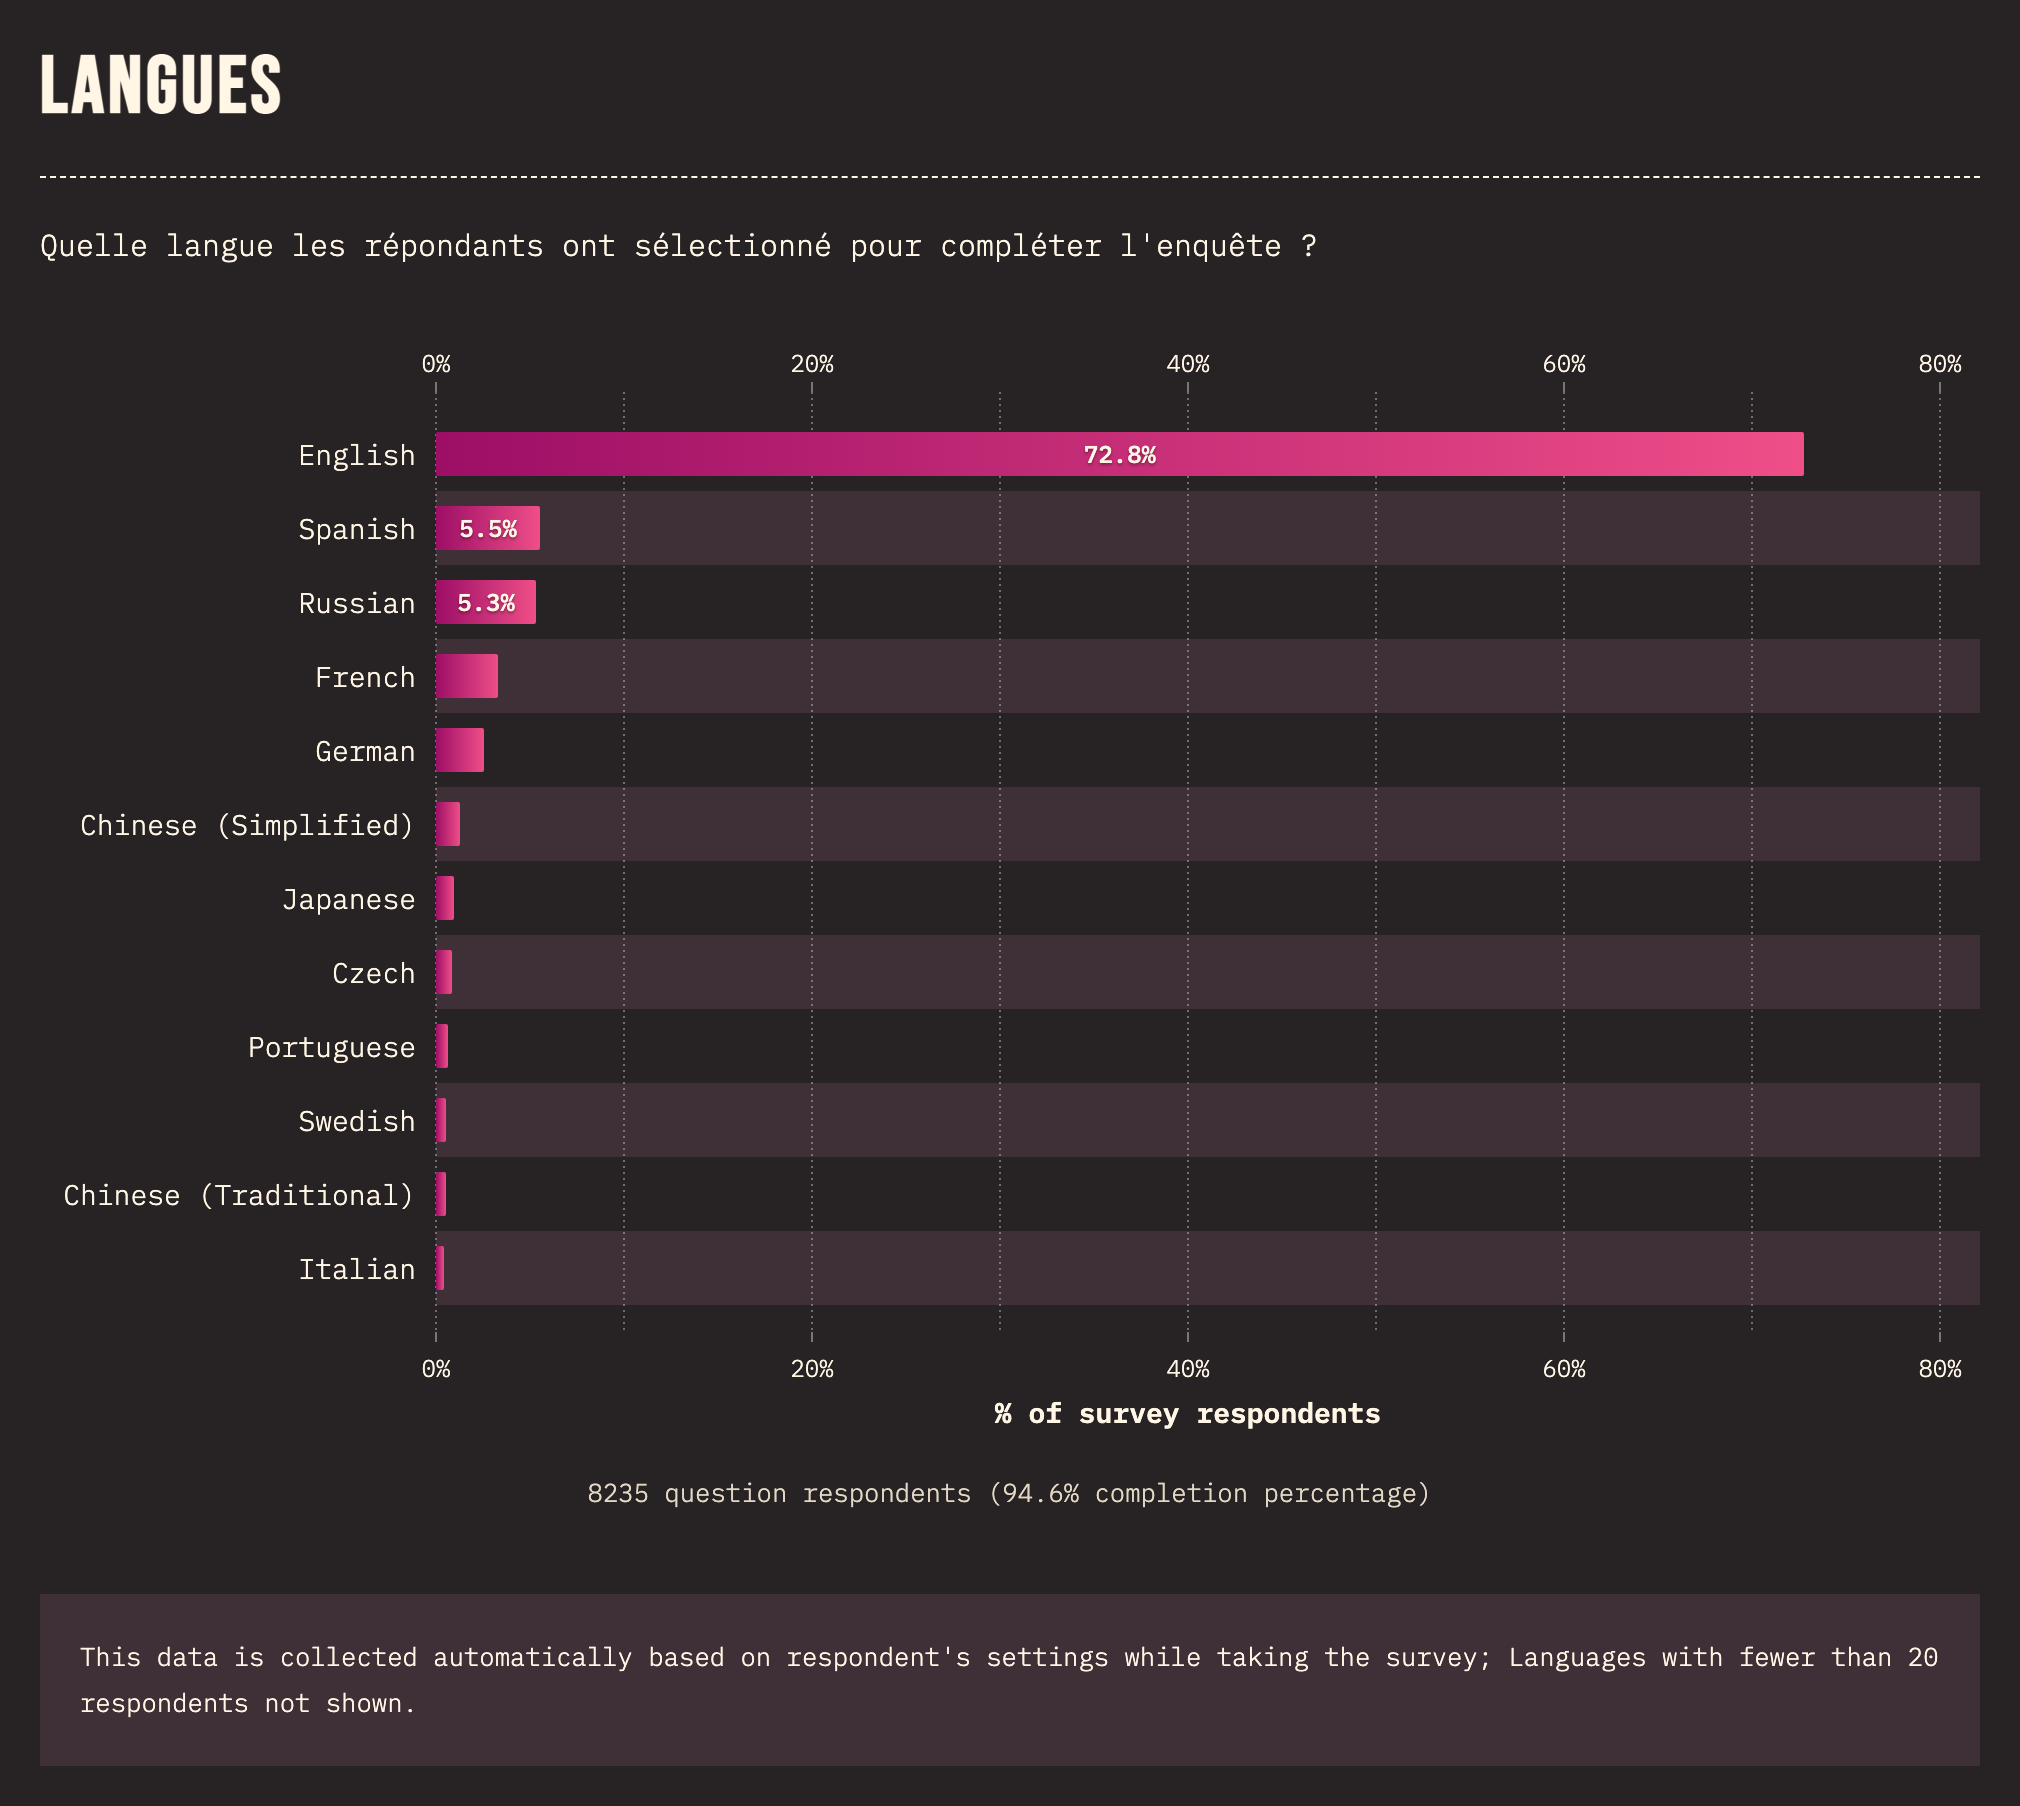 LANGUES
Quelle langue les répondants ont sélectionné pour compléter l'enquête ?
0% 20% 40% 60% 80%
English 72.8%
Spanish 5.5%
Russian 5.3%
French
German
Chinese (Simplified)
Japanese
Czech
Portuguese
Swedish
Chinese (Traditional)
Italian
0% 20% 40% 60% 80%
% of survey respondents
8235 question respondents (94.6% completion percentage)
This data is collected automatically based on respondent's settings while taking the survey; Languages with fewer than 20
respondents not shown.